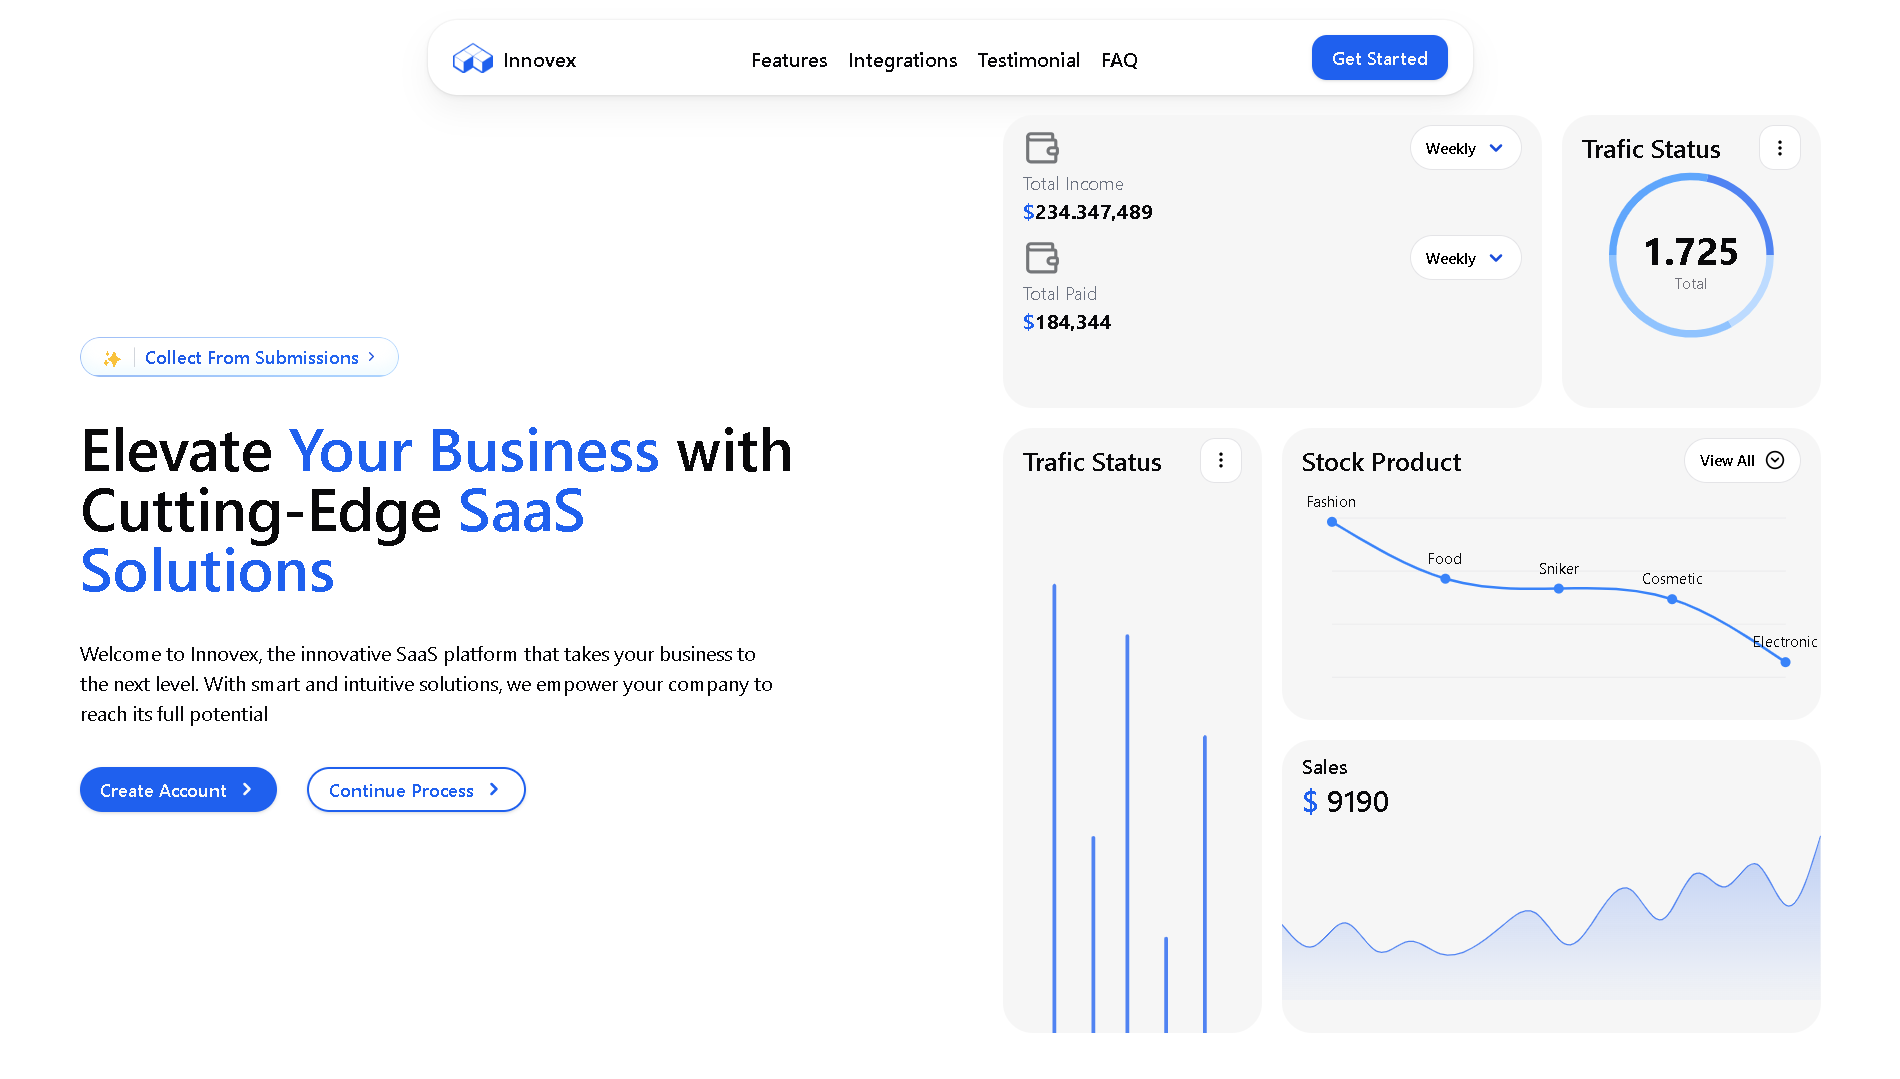 Innovex
Features
Integrations
Testimonial
FAQ
Get Started
Collect From Submissions
Elevate Your Business with
Cutting-Edge SaaS
Solutions
Welcome to Innovex, the innovative SaaS platform that takes your business to
the next level. With smart and intuitive solutions, we empower your company to
reach its full potential
Create Account
Continue Process
Weekly
Total Income
$234.347,489
Weekly
Total Paid
$184,344
Trafic Status
1.725
Total
Trafic Status
Stock Product
View All
Fashion
Food
Sniker
Cosmetic
Electronic
Sales
$ 9190